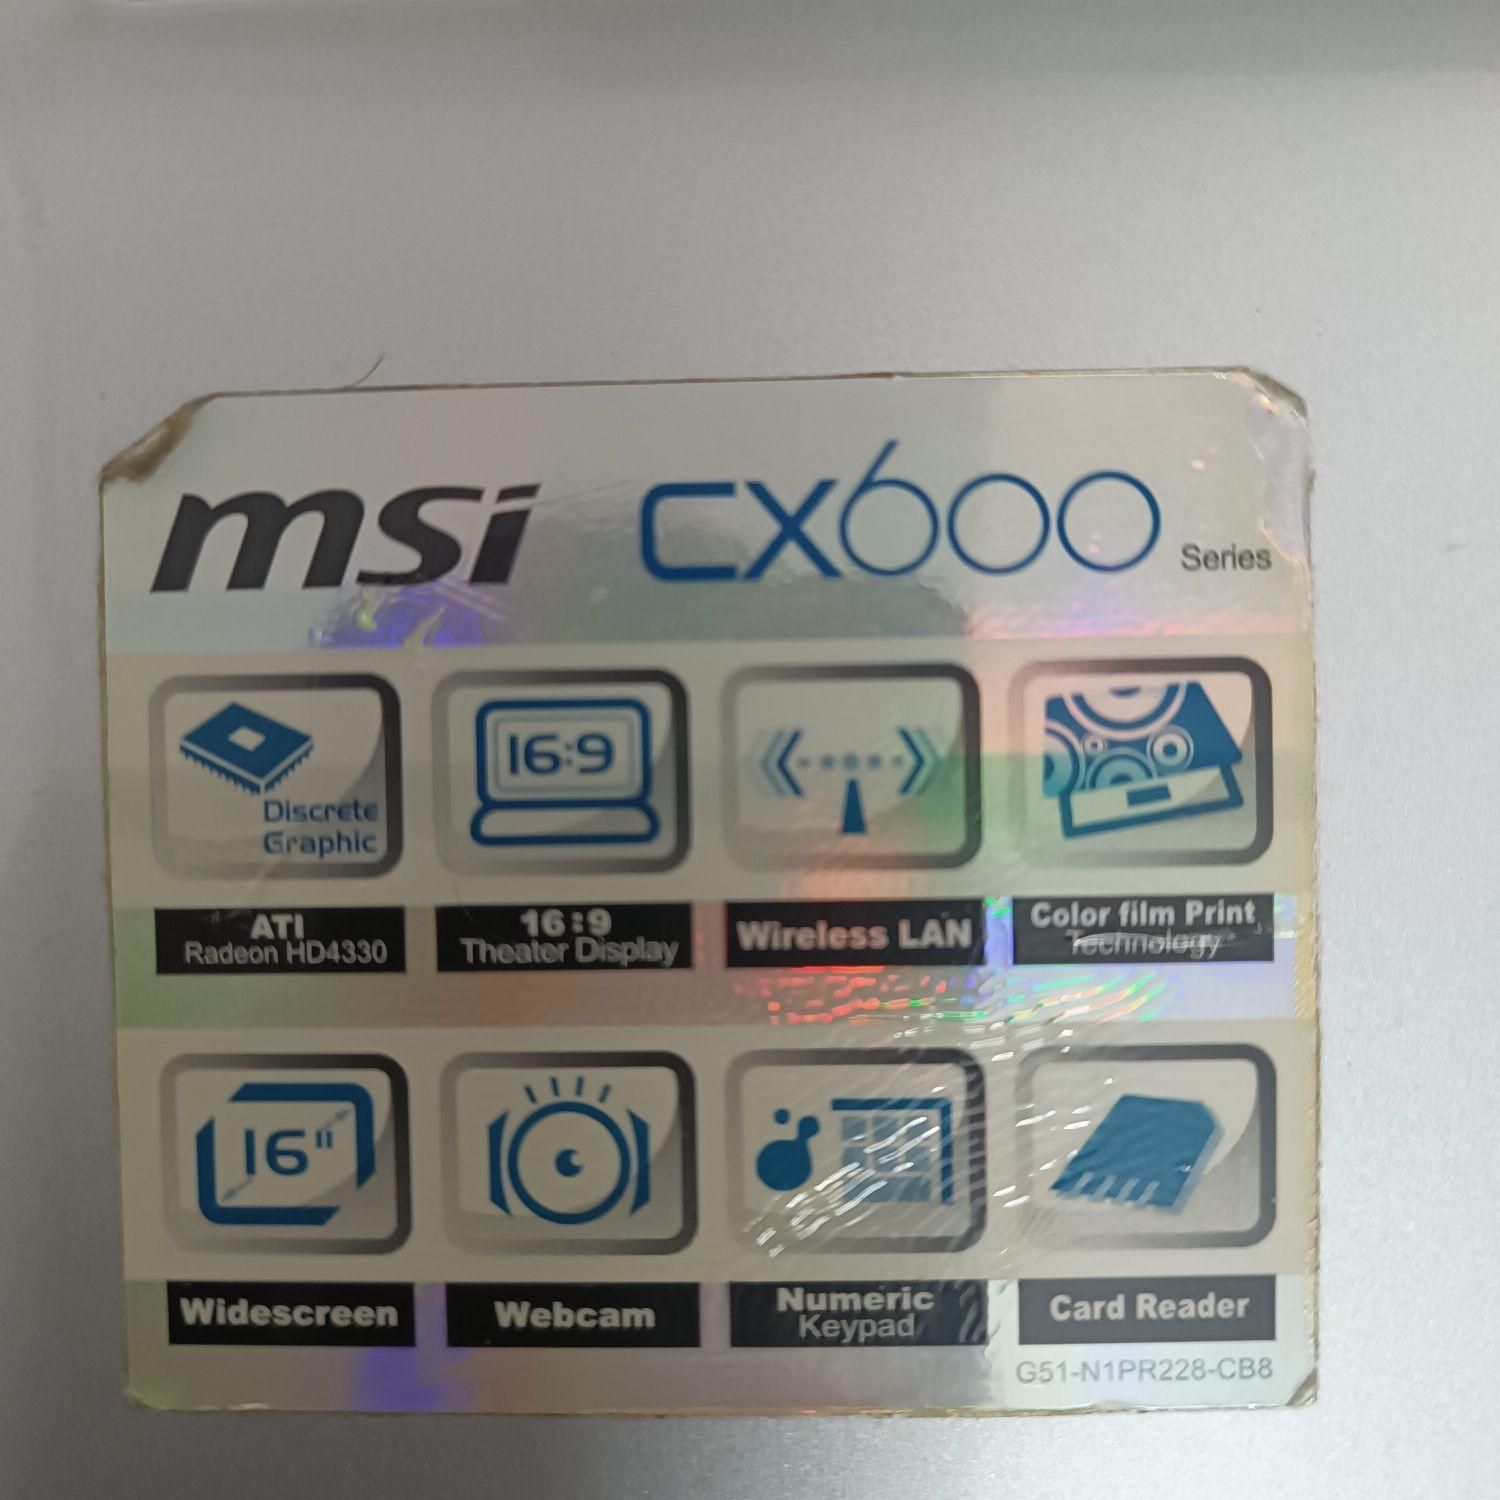 msi CX600 Series
Discrete
Graphic
16:9
ATI
Radeon HD4330
16:9
Theater Display
Wireless LAN
Color film Print
Technology
16"
Widescreen
Webcam
Numeric
Keypad
Card Reader
G51-N1PR228-CB8